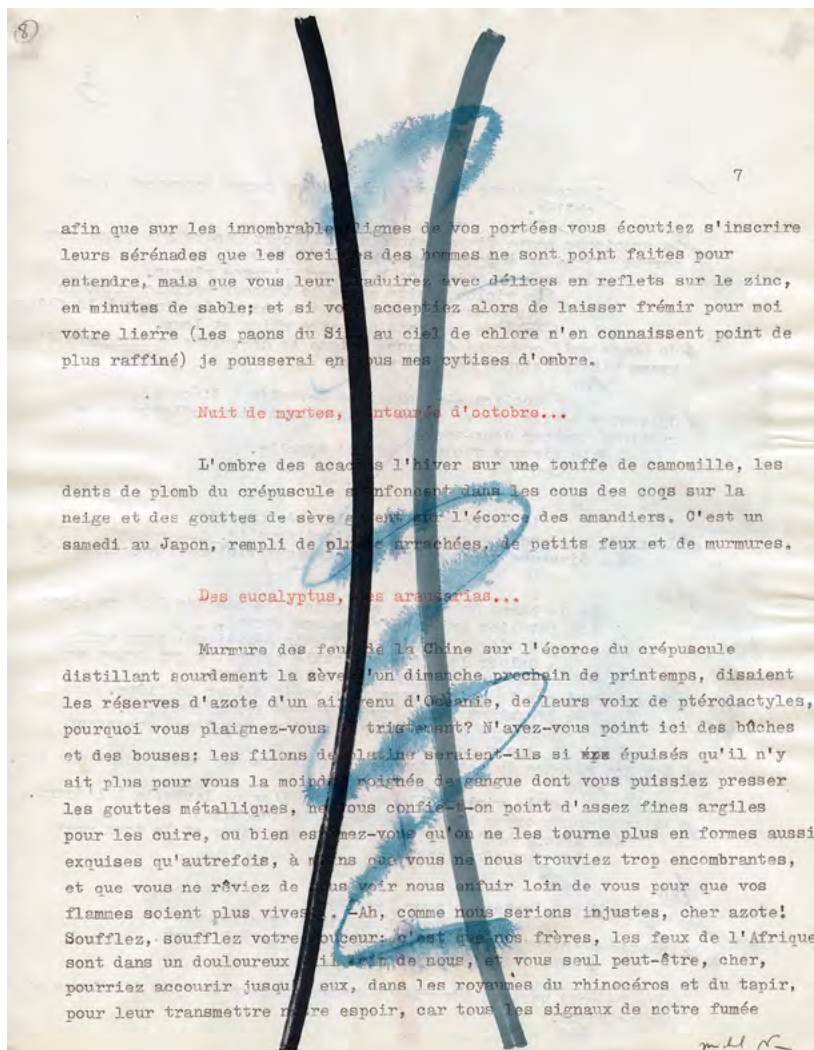 8
7
afin que sur les innombrables lignes de vos portées vous écoutiez s'inscrire
leurs sérénades que les oreilles des hommes ne sont point faites pour
entendre, mais que vous leur traduirez avec délices en reflets sur le zinc,
en minutes de sable; et si vous acceptiez alors de laisser frémir pour moi
votre lierre (les paons du au ciel de chlore n'en connaissent point de
plus raffiné) je pousserai en vous mes cytises d'ombre.
Nuit de myrtes, centaurée d'octobre...
L'ombre des acacias l'hiver sur une touffe de camomille, les
dents de plomb du crépuscule s'enfoncent dans les cous des coqs sur la
neige et des gouttes de sève sur l'écorce des amandiers. C'est un
samedi au Japon, rempli de plumes arrachées, de petits feux et de murmures.
Des eucalyptus, des araucarias...
Murmure des feux de la Chine sur l'écorce du crépuscule
distillant sourdement la sève d'un dimanche prochain de printemps, disaient
les réserves d'azote d'un air venu d'Océanie, de leurs voix de ptérodactyles,
pourquoi vous plaignez-vous si tristement? N'avez-vous point ici des bûches
et des bouses; les filons de platine seraient-ils si épuisés qu'il n'y
ait plus pour vous la moindre poignée de gangue dont vous puissiez presser
les gouttes métalliques, ne vous confie-t-on point d'assez fines argiles
pour les cuire, ou bien estimez-vous qu'on ne les tourne plus en formes aussi
exquises qu'autrefois, à moins que vous ne nous trouviez trop encombrantes,
et que vous ne rêviez de nous voir nous enfuir loin de vous pour que vos
flammes soient plus vives... -Ah, comme nous serions injustes, cher azote!
Soufflez, soufflez votre douceur: c'est que nos frères, les feux de l'Afrique
sont dans un douloureux exil loin de nous, et vous seul peut-être, cher,
pourriez accourir jusqu'à eux, dans les royaumes du rhinocéros et du tapir,
pour leur transmettre notre espoir, car tous les signaux de notre fumée